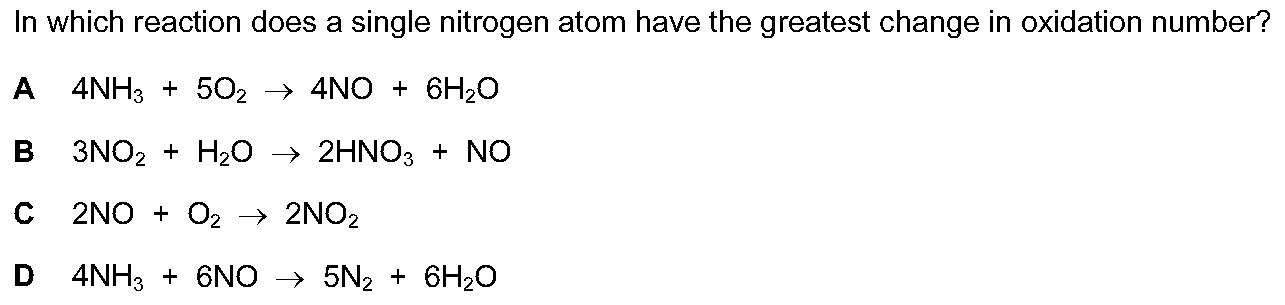 In which reaction does a single nitrogen atom have the greatest change in oxidation number?
A 4NH₃ + 5O₂ → 4NO + 6H₂O
B 3NO₂ + H₂O → 2HNO₃ + NO
C 2NO + O₂ → 2NO₂
D 4NH₃ + 6NO → 5N₂ + 6H₂O